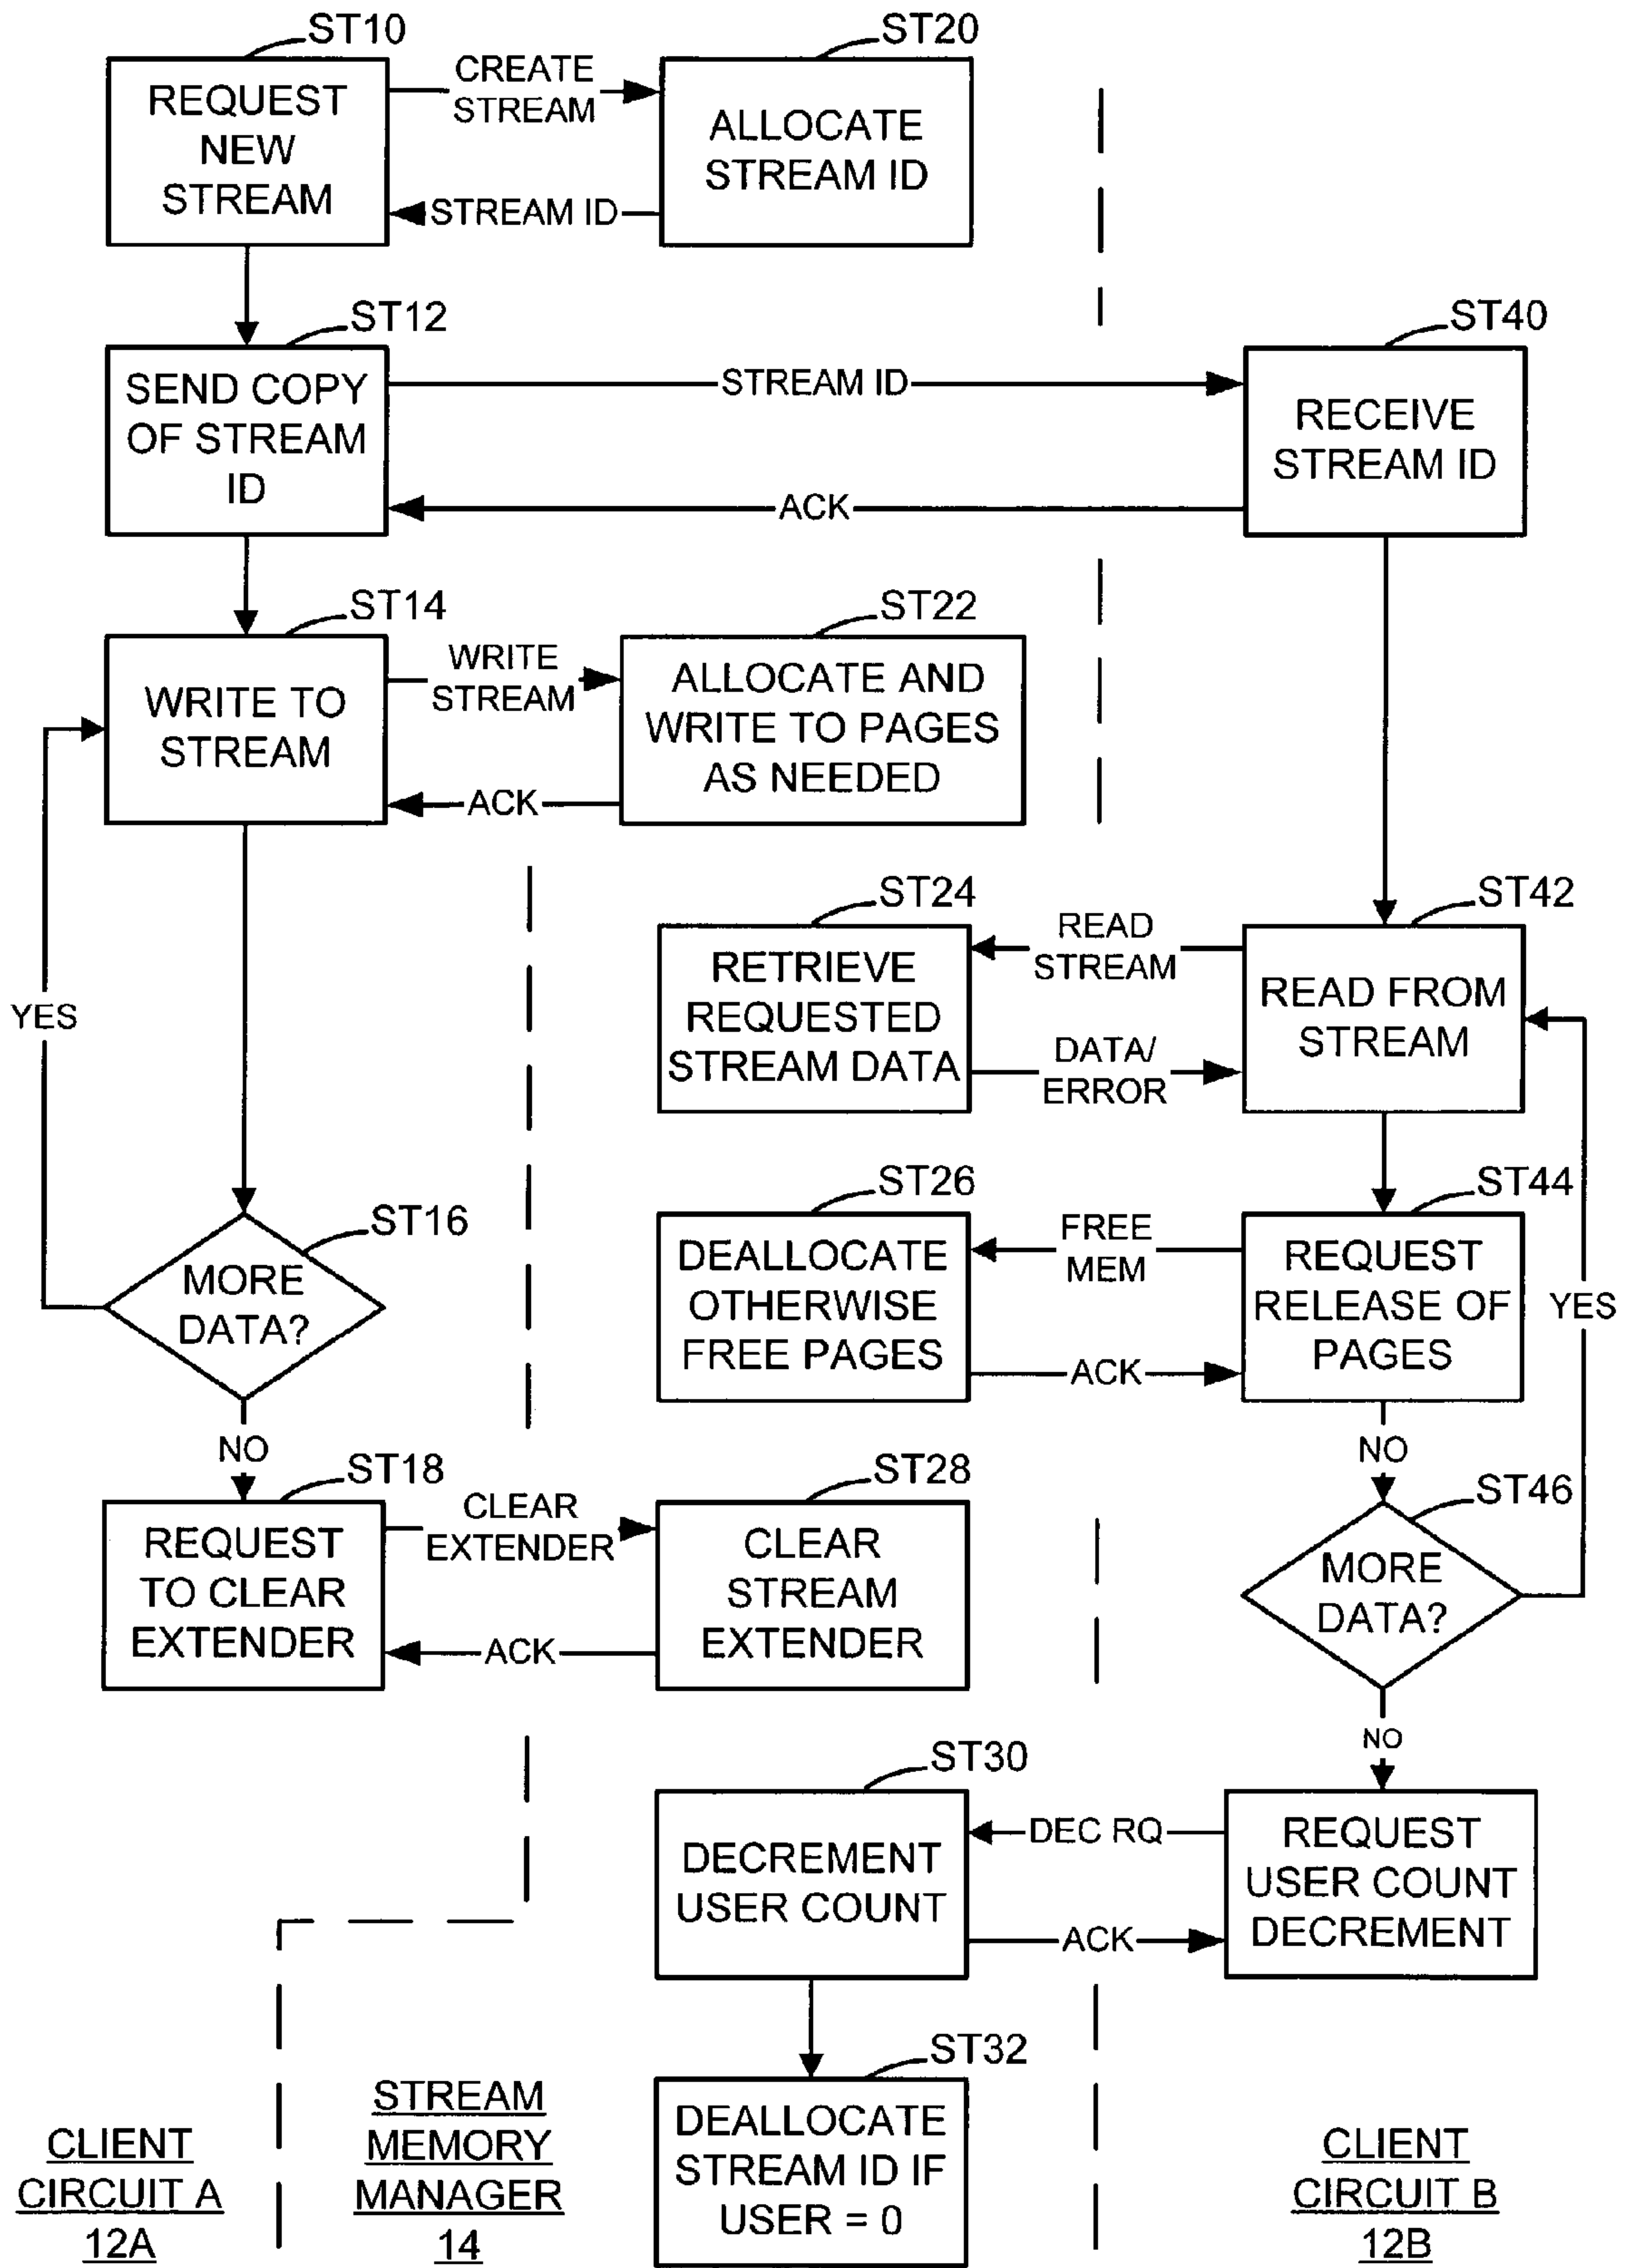 ST10
REQUEST
NEW
STREAM
CREATE
STREAM
STREAM ID
ST20
ALLOCATE
STREAM ID
ST12
SEND COPY
OF STREAM
ID
STREAM ID
ACK
ST40
RECEIVE
STREAM ID
ST14
WRITE TO
STREAM
WRITE
STREAM
ACK
ST22
ALLOCATE AND
WRITE TO PAGES
AS NEEDED
ST24
RETRIEVE
REQUESTED
STREAM DATA
READ
STREAM
DATA/
ERROR
ST42
READ FROM
STREAM
YES
ST16
MORE
DATA?
ST26
DEALLOCATE
OTHERWISE
FREE PAGES
FREE
MEM
ACK
ST44
REQUEST
RELEASE OF
PAGES
YES
NO
NO
ST18
REQUEST
TO CLEAR
EXTENDER
CLEAR
EXTENDER
ACK
ST28
CLEAR
STREAM
EXTENDER
ST46
MORE
DATA?
NO
ST30
DECREMENT
USER COUNT
DEC RQ
ACK
REQUEST
USER COUNT
DECREMENT
ST32
DEALLOCATE
STREAM ID IF
USER = 0
CLIENT
CIRCUIT A
12A
STREAM
MEMORY
MANAGER
14
CLIENT
CIRCUIT B
12B